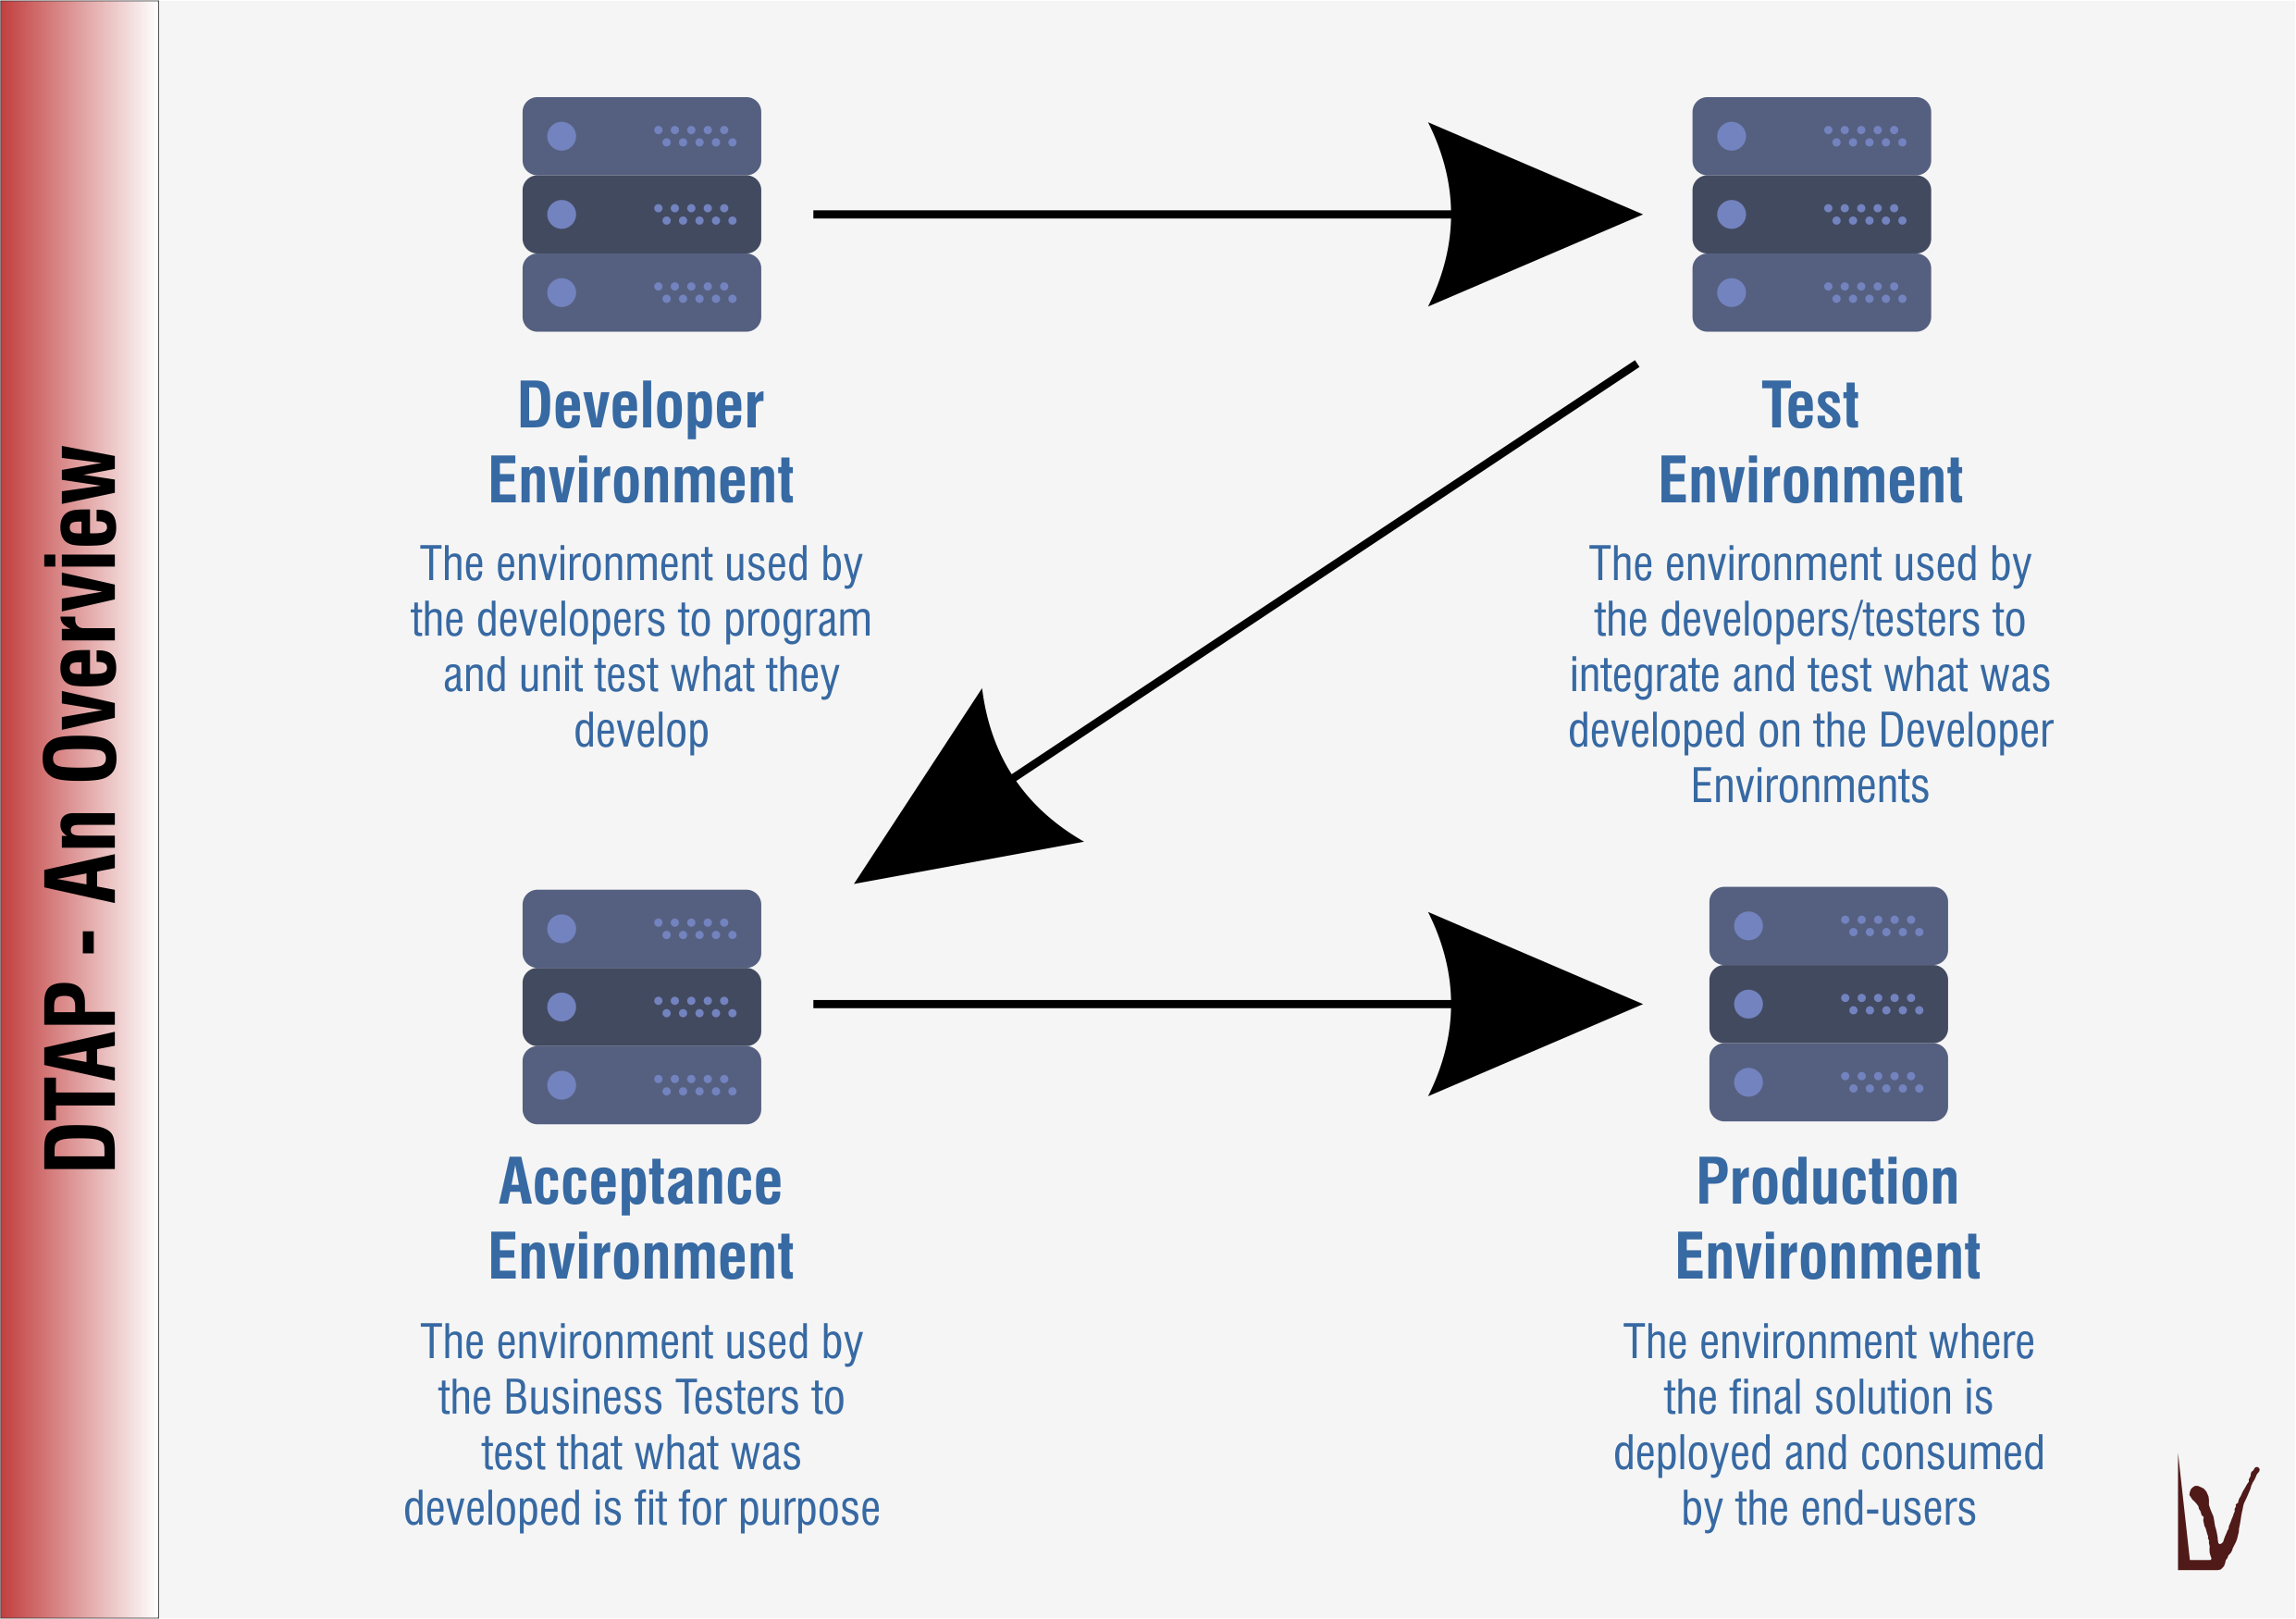 DTAP - An Overview
Developer
Environment
The environment used by
the developers to program
and unit test what they
develop
Test
Environment
The environment used by
the developers/testers to
integrate and test what was
developed on the Developer
Environments
Acceptance
Environment
The environment used by
the Business Testers to
test that what was
developed is fit for purpose
Production
Environment
The environment where
the final solution is
deployed and consumed
by the end-users
LV